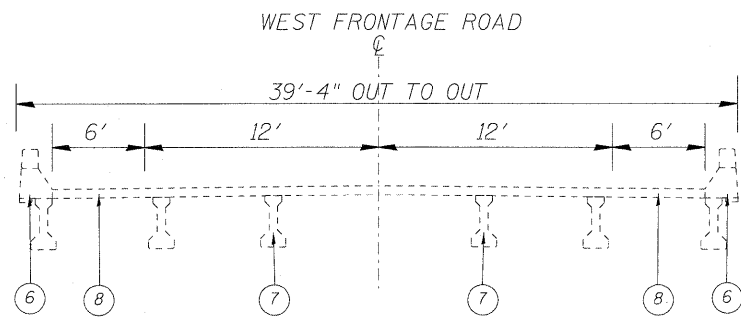 WEST FRONTAGE ROAD
℄
39'-4" OUT TO OUT
6' 12' 12' 6'
6 8 7 7 8 6